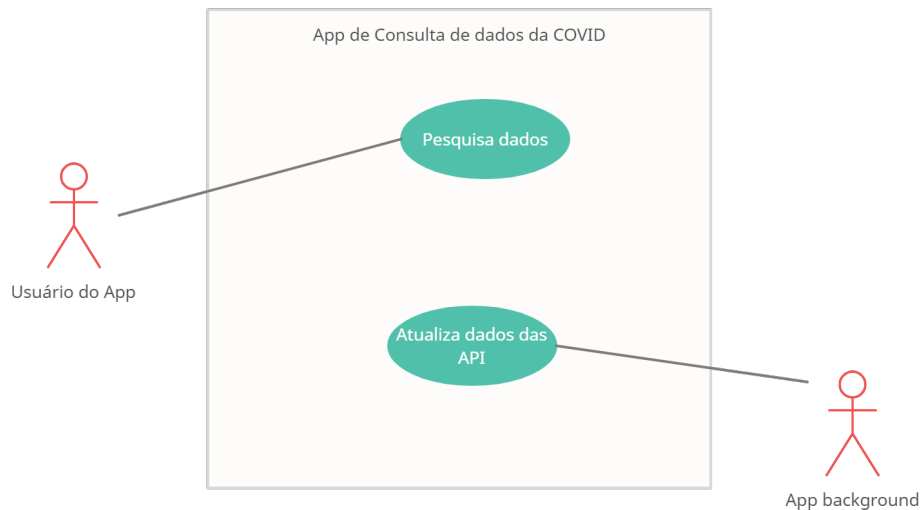 App de Consulta de dados da COVID
Pesquisa dados
Usuário do App
Atualiza dados das
API
App background